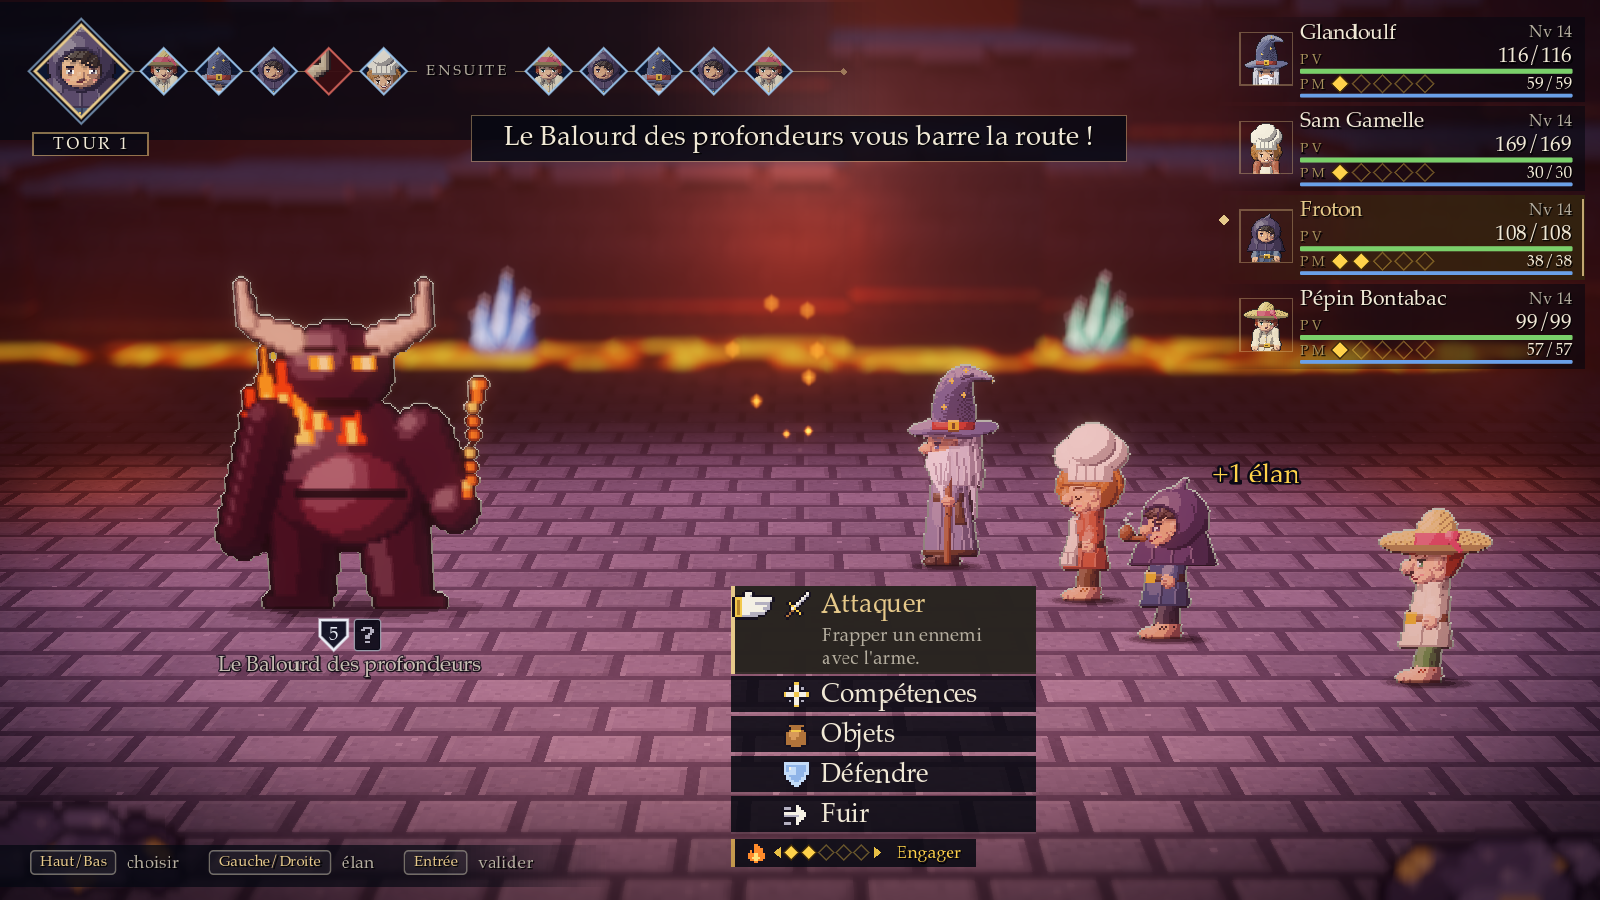 ENSUITE
TOUR 1
Le Balourd des profondeurs vous barre la route !
Glandoulf Nv 14
PV 116/116
PM 59/59
Sam Gamelle Nv 14
PV 169/169
PM 30/30
Froton Nv 14
PV 108/108
PM 38/38
Pépin Bontabac Nv 14
PV 99/99
PM 57/57
+1 élan
5 ?
Le Balourd des profondeurs
Attaquer
Frapper un ennemi
avec l'arme.
Compétences
Objets
Défendre
Fuir
Engager
Haut/Bas choisir Gauche/Droite élan Entrée valider